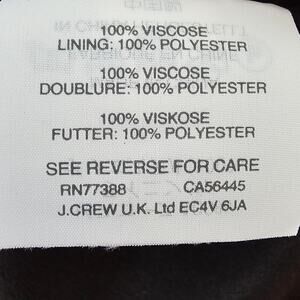 100% VISCOSE
LINING: 100% POLYESTER
100% VISCOSE
DOUBLURE: 100% POLYESTER
100% VISKOSE
FUTTER: 100% POLYESTER
SEE REVERSE FOR CARE
RN77388 CA56445
J.CREW U.K. Ltd EC4V 6JA